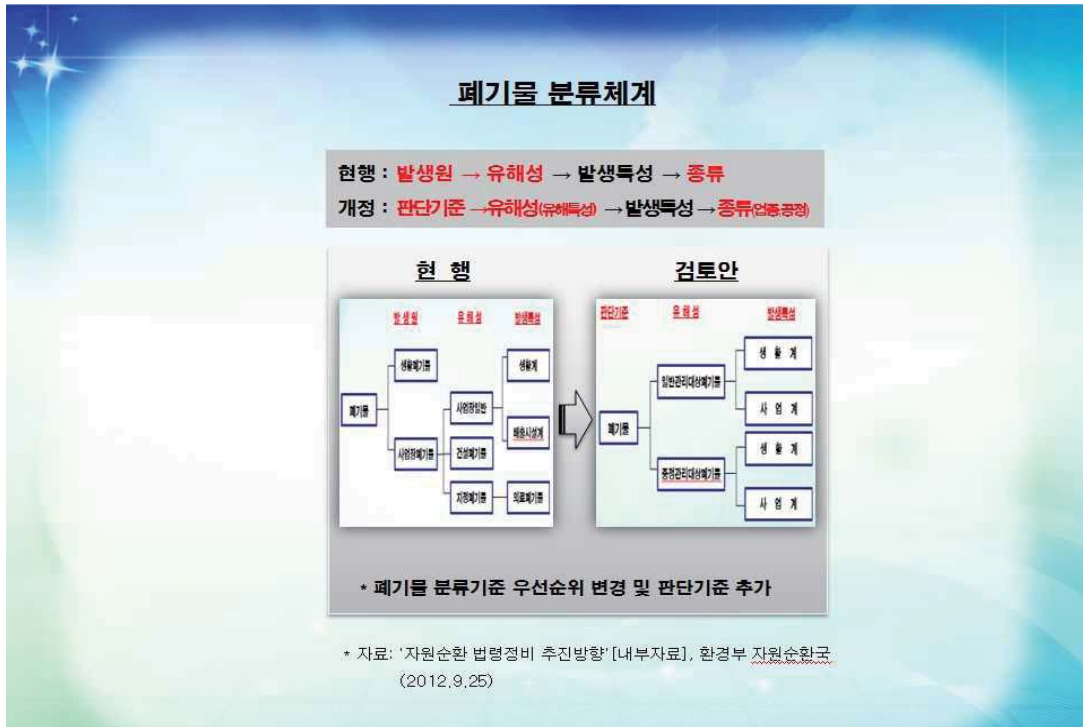 폐기물 분류체계
현행 : 발생원 → 유해성 → 발생특성 → 종류
개정 : 판단기준 →유해성(유해특성) →발생특성→종류(업종,공정)
현 행
발생원 유해성 발생특성
폐기물
생활폐기물
사업장폐기물
사업장일반
건설폐기물
지정폐기물
생활계
배출시설계
의료폐기물
검토안
판단기준 유해성 발생특성
폐기물
일반관리대상폐기물
중점관리대상폐기물
생 활 계
사 업 계
생 활 계
사 업 계
* 폐기물 분류기준 우선순위 변경 및 판단기준 추가
* 자료: '자원순환 법령정비 추진방향' [내부자료], 환경부 자원순환국
(2012.9.25)